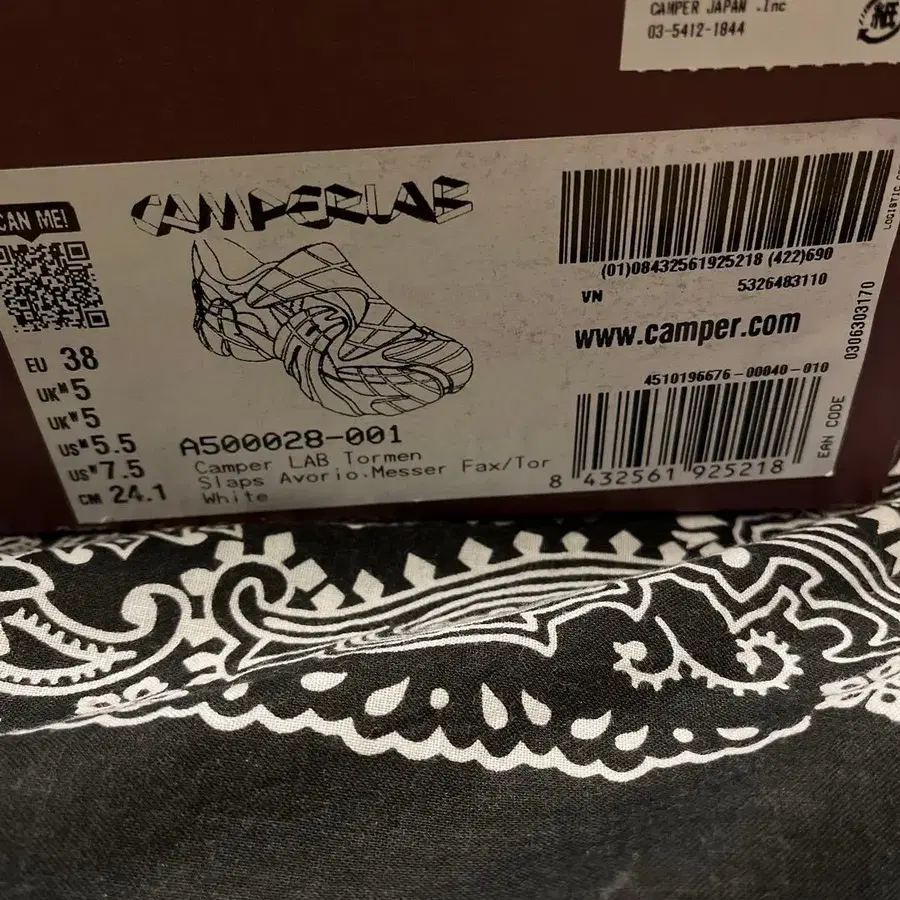 CAMPER JAPAN .Inc
03-5412-1844
CAN ME!
CAMPERLAB
EU 38
UK M 5
UK W 5
US M 5.5
US W 7.5
CM 24.1
A500028-001
Camper LAB Tormen
Slaps Avorio.Messer Fax/Tor
White
(01)08432561925218 (422)690
VN
5326483110
www.camper.com
4510196676-00040-010
8 432561 925218
EAN CODE
0306303170
LOGISTIC